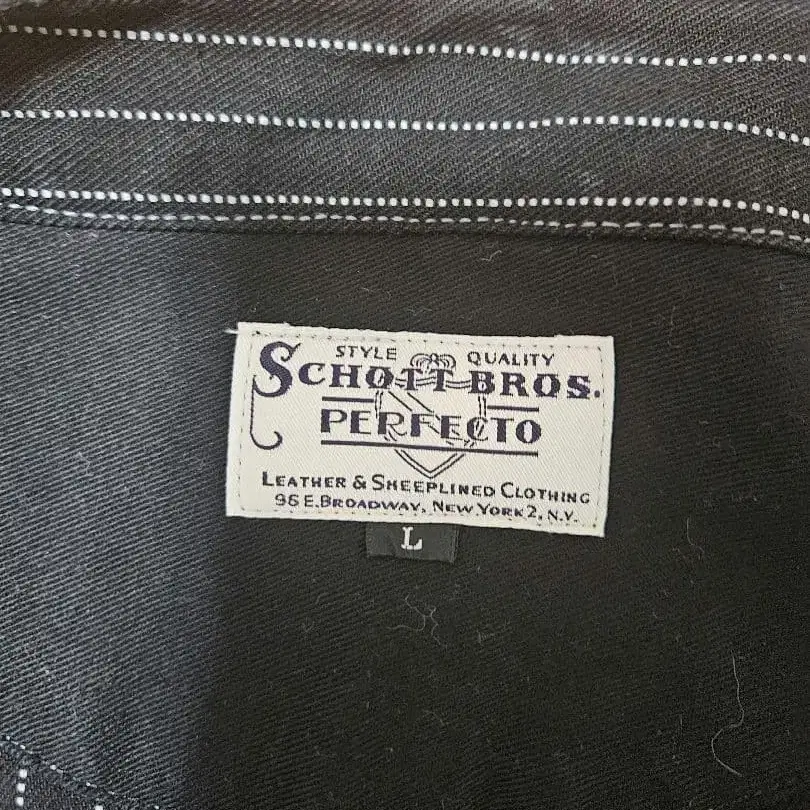 STYLE QUALITY
SCHOTT BROS.
PERFECTO
LEATHER & SHEEPLINED CLOTHING
96 E. BROADWAY, NEW YORK 2, N.Y.
L